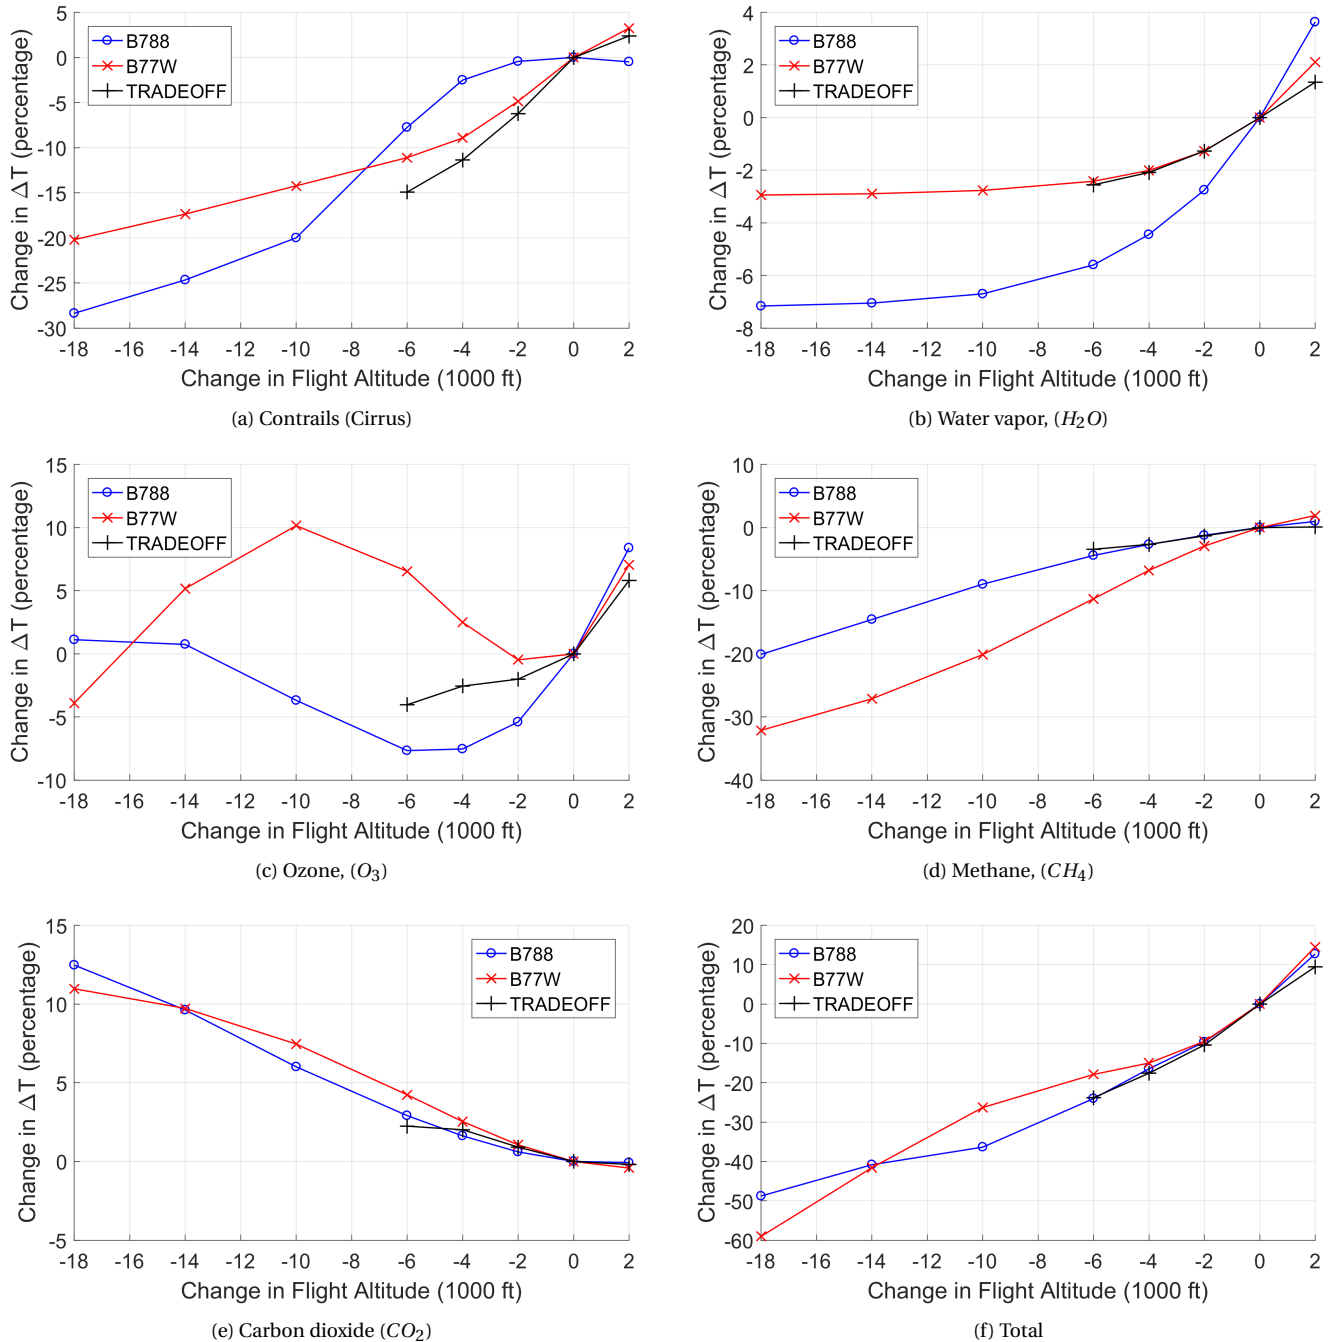 5
0
-5
-10
-15
-20
-25
-30
Change in ΔT (percentage)
B788
B77W
TRADEOFF
-18 -16 -14 -12 -10 -8 -6 -4 -2 0 2
Change in Flight Altitude (1000 ft)
(a) Contrails (Cirrus)
4
2
0
-2
-4
-6
-8
Change in ΔT (percentage)
B788
B77W
TRADEOFF
-18 -16 -14 -12 -10 -8 -6 -4 -2 0 2
Change in Flight Altitude (1000 ft)
(b) Water vapor, (H₂O)
15
10
5
0
-5
-10
Change in ΔT (percentage)
B788
B77W
TRADEOFF
-18 -16 -14 -12 -10 -8 -6 -4 -2 0 2
Change in Flight Altitude (1000 ft)
(c) Ozone, (O₃)
10
0
-10
-20
-30
-40
Change in ΔT (percentage)
B788
B77W
TRADEOFF
-18 -16 -14 -12 -10 -8 -6 -4 -2 0 2
Change in Flight Altitude (1000 ft)
(d) Methane, (CH₄)
15
10
5
0
-5
Change in ΔT (percentage)
B788
B77W
TRADEOFF
-18 -16 -14 -12 -10 -8 -6 -4 -2 0 2
Change in Flight Altitude (1000 ft)
(e) Carbon dioxide (CO₂)
20
10
0
-10
-20
-30
-40
-50
-60
Change in ΔT (percentage)
B788
B77W
TRADEOFF
-18 -16 -14 -12 -10 -8 -6 -4 -2 0 2
Change in Flight Altitude (1000 ft)
(f) Total